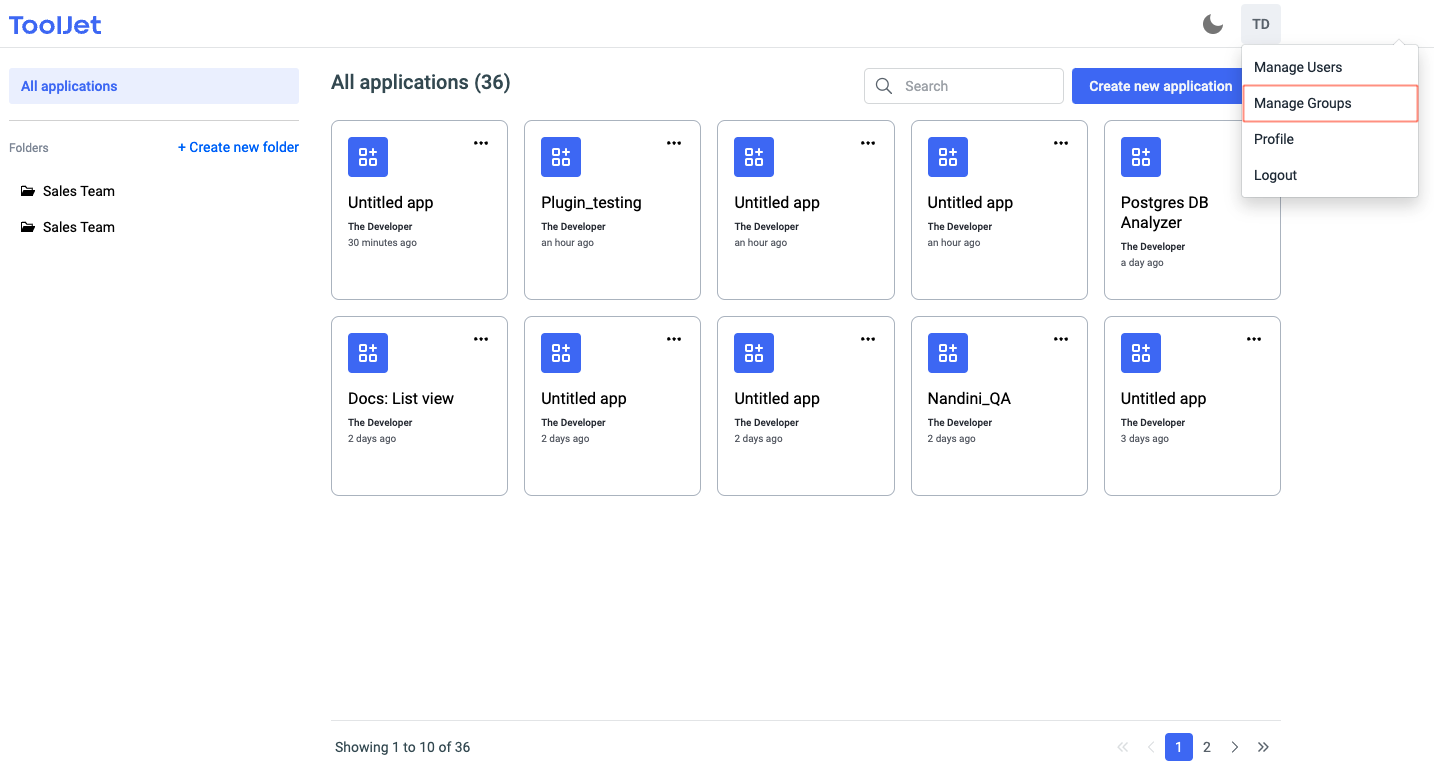 ToolJet
TD
Manage Users
Manage Groups
Profile
Logout
All applications
Folders
+ Create new folder
Sales Team
Sales Team
All applications (36)
Search
Create new application
Untitled app
The Developer
30 minutes ago
Plugin_testing
The Developer
an hour ago
Untitled app
The Developer
an hour ago
Untitled app
The Developer
an hour ago
Postgres DB
Analyzer
The Developer
a day ago
Docs: List view
The Developer
2 days ago
Untitled app
The Developer
2 days ago
Untitled app
The Developer
2 days ago
Nandini_QA
The Developer
2 days ago
Untitled app
The Developer
3 days ago
Showing 1 to 10 of 36
1 2